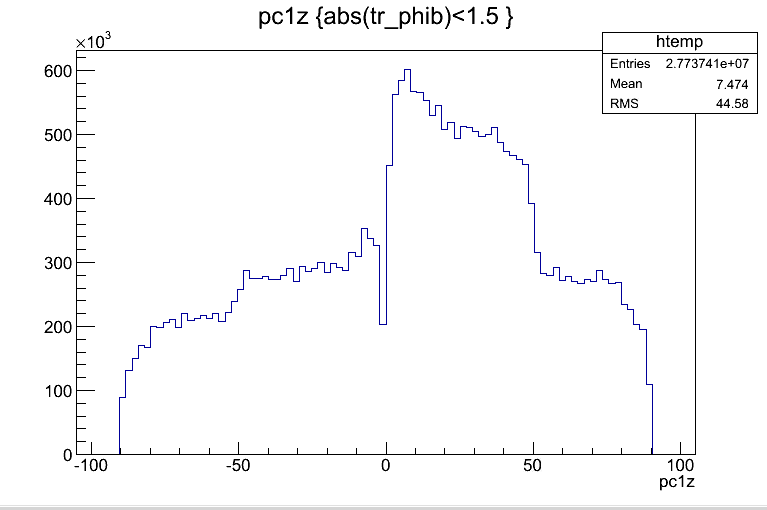 pc1z {abs(tr_phib)<1.5 }
×10³
htemp
Entries 2.773741e+07
Mean 7.474
RMS 44.58
600
500
400
300
200
100
0
-100 -50 0 50 100
pc1z